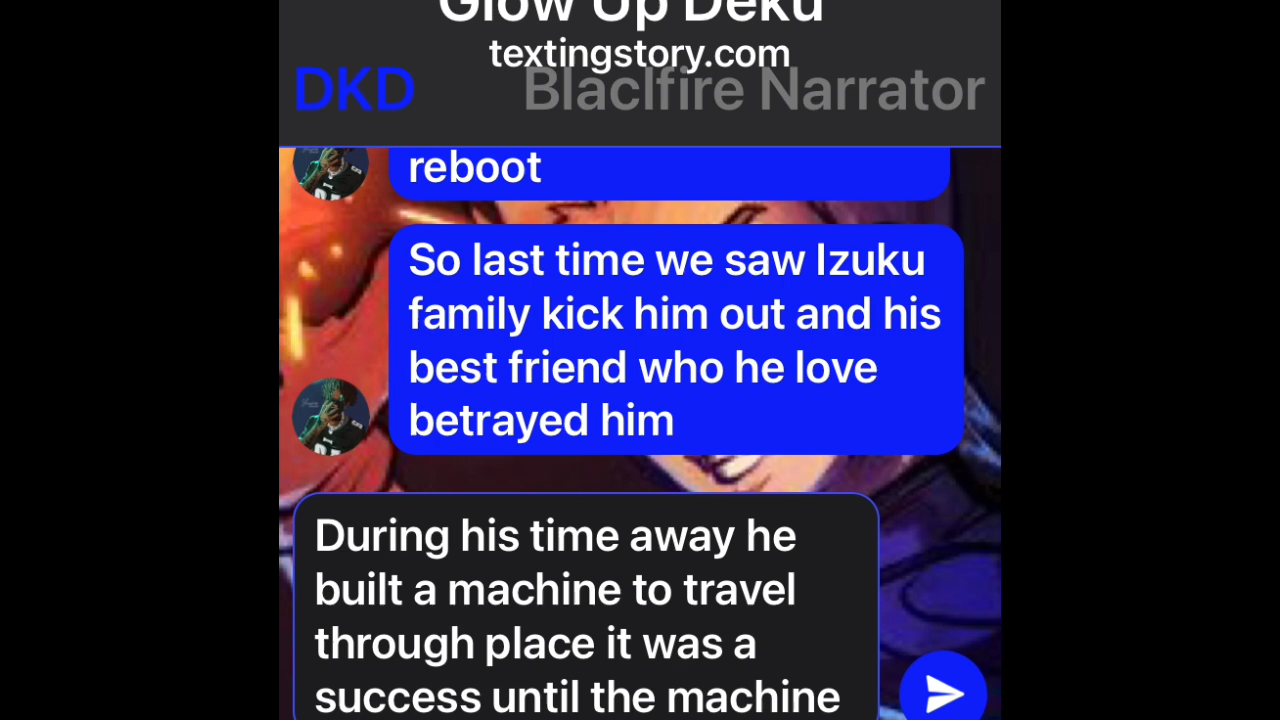 Glow Up Deku
textingstory.com
DKD
Blaclfire Narrator
reboot
So last time we saw Izuku
family kick him out and his
best friend who he love
betrayed him
During his time away he
built a machine to travel
through place it was a
success until the machine